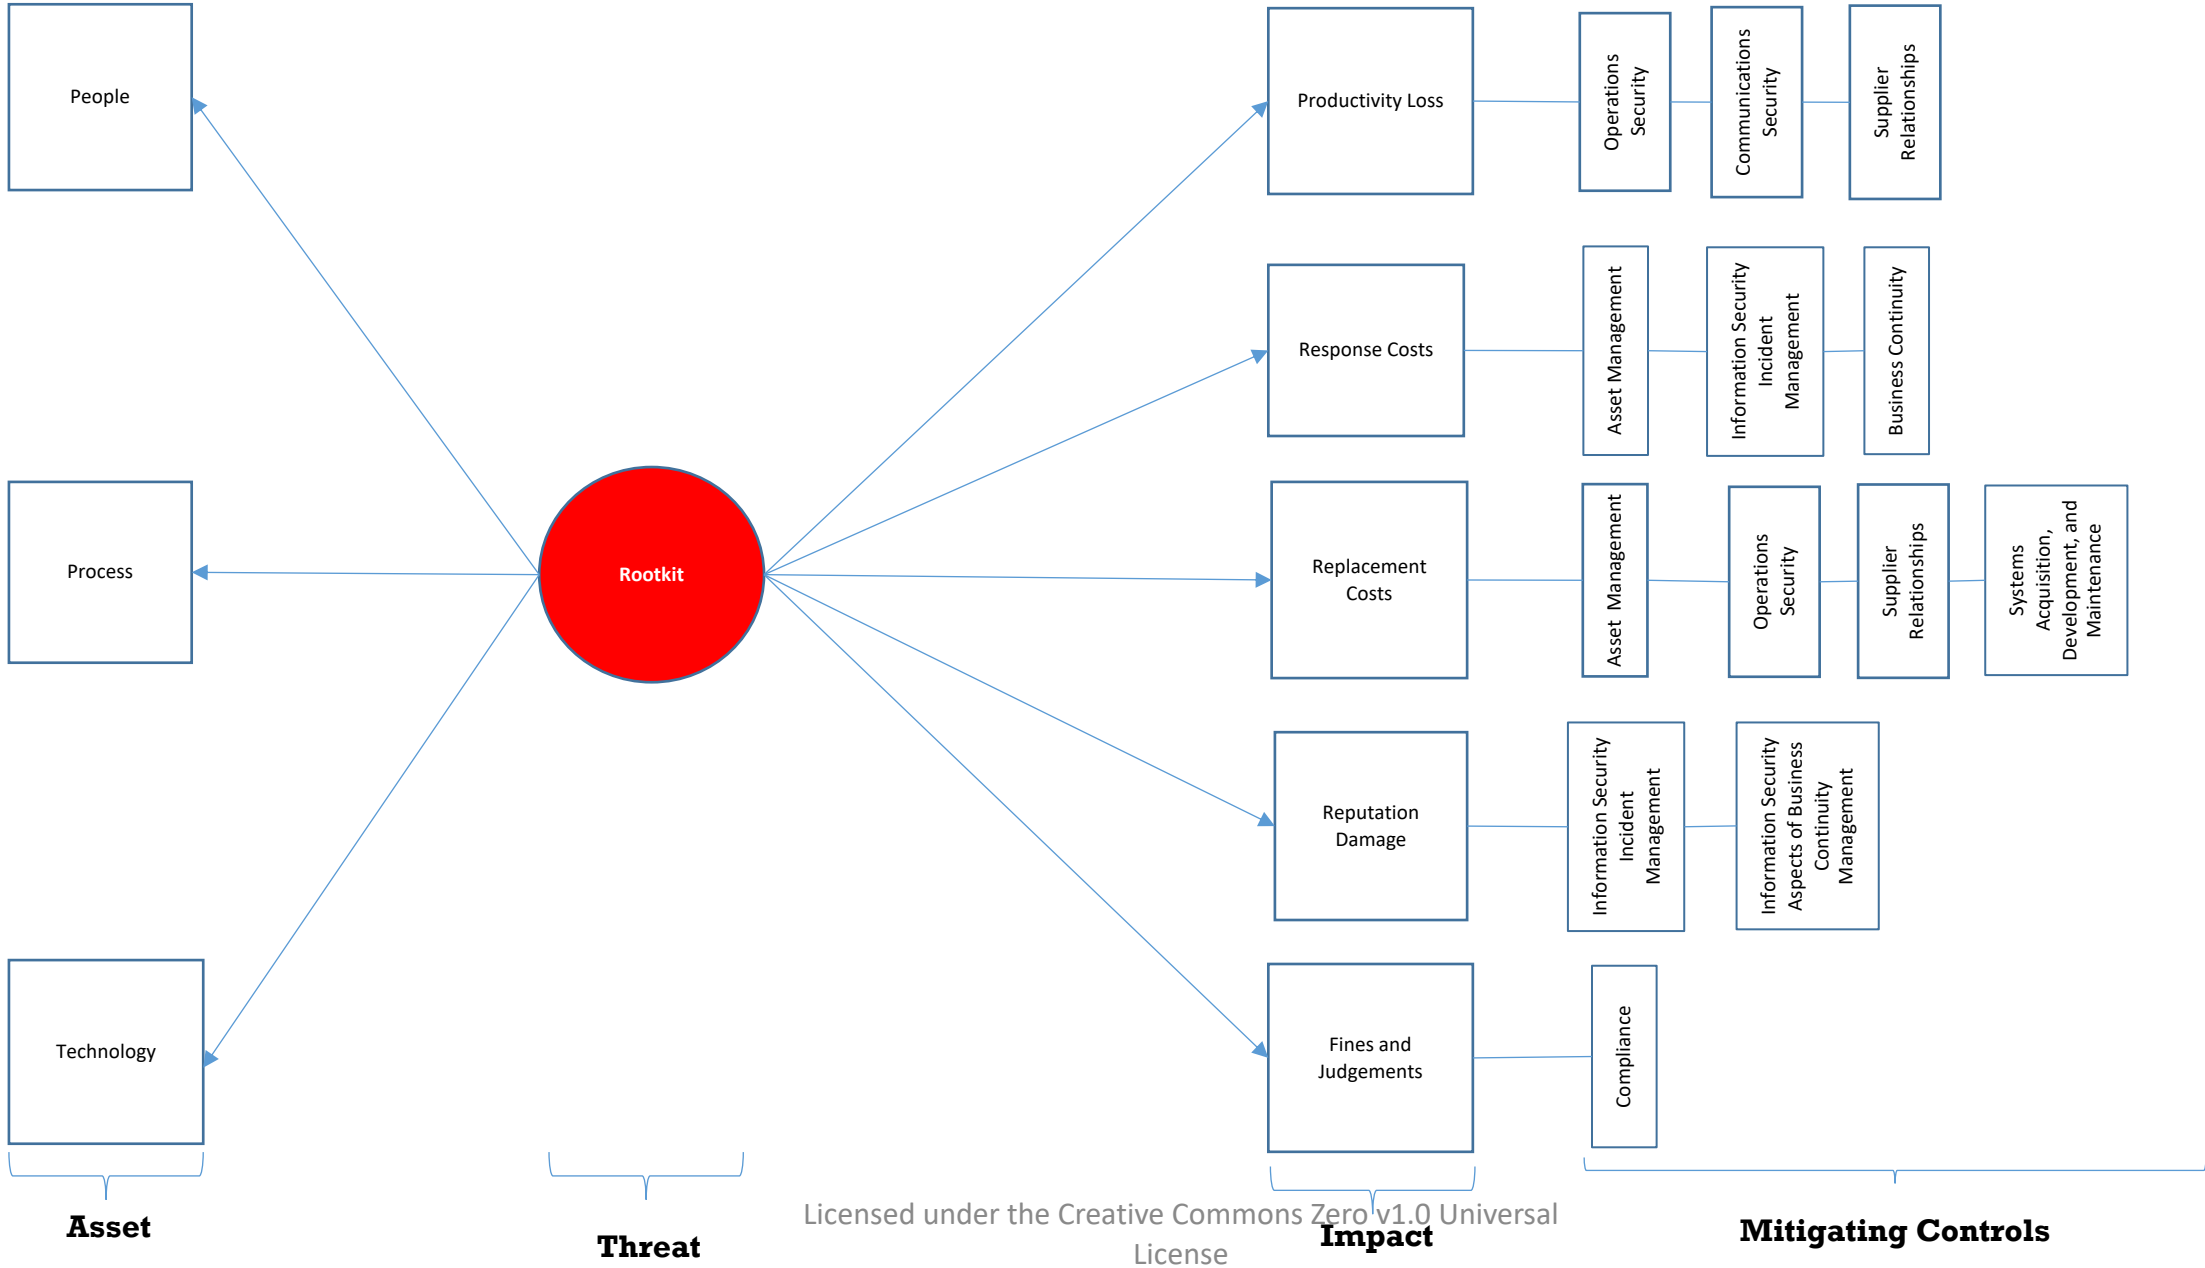 People
Process
Technology
Rootkit
Productivity Loss
Operations
Security
Communications
Security
Supplier
Relationships
Response Costs
Asset Management
Information Security
Incident
Management
Business Continuity
Replacement
Costs
Asset  Management
Operations
Security
Supplier
Relationships
Systems
Acquisition,
Development, and
Maintenance
Reputation
Damage
Information Security
Incident
Management
Information Security
Aspects of Business
Continuity
Management
Fines and
Judgements
Compliance
Asset
Threat
Impact
Mitigating Controls
Licensed under the Creative Commons Zero v1.0 Universal
License